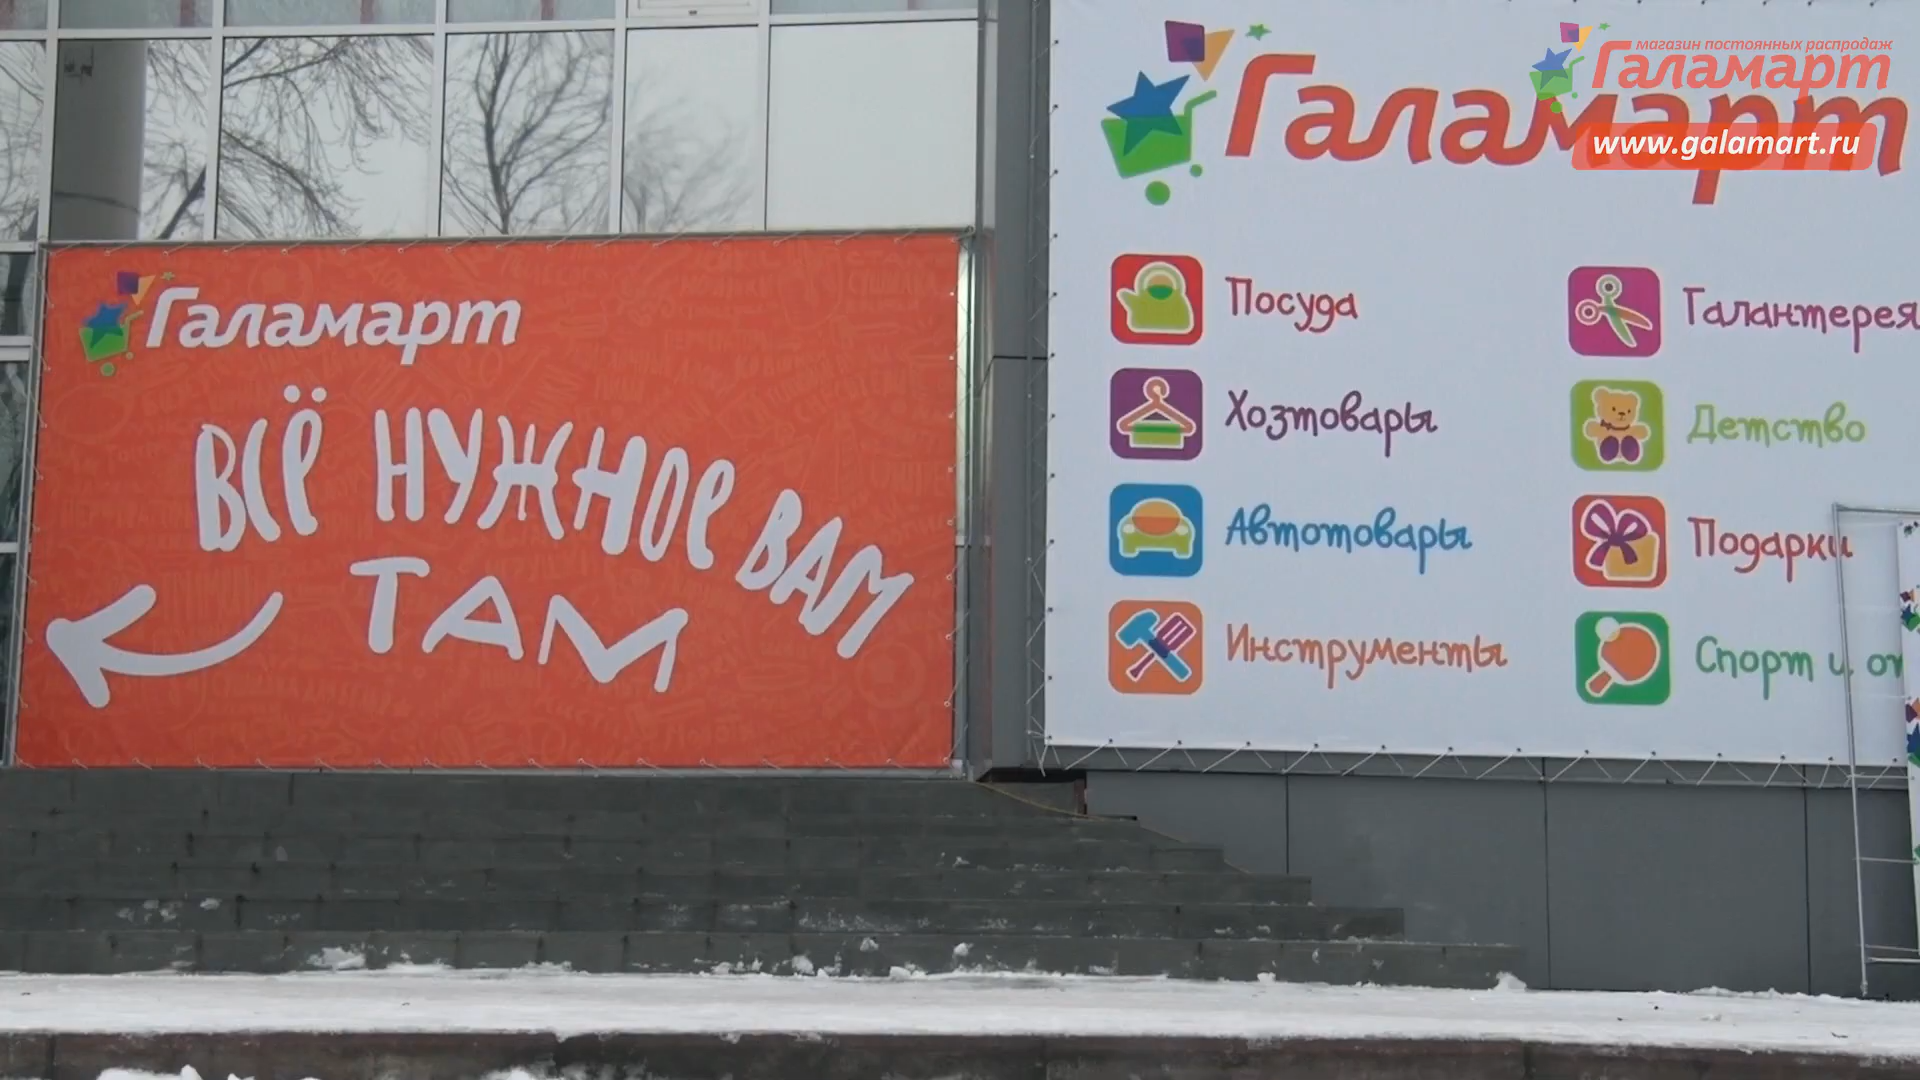 Галамарт
ВСЁ НУЖНОЕ ВАМ
ТАМ
Галамарт
Посуда
Хозтовары
Автотовары
Инструменты
Галантерея
Детство
Подарки
Спорт и от
магазин постоянных распродаж
Галамарт
www.galamart.ru